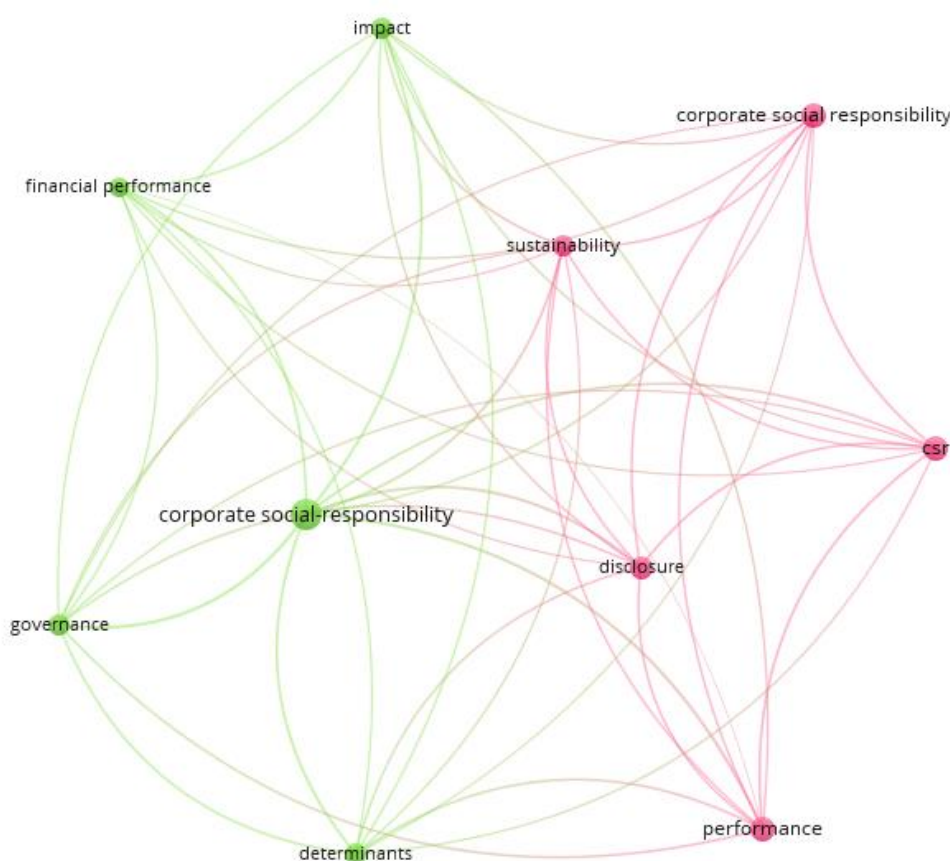 impact
corporate social responsibility
financial performance
sustainability
csr
corporate social-responsibility
disclosure
governance
performance
determinants